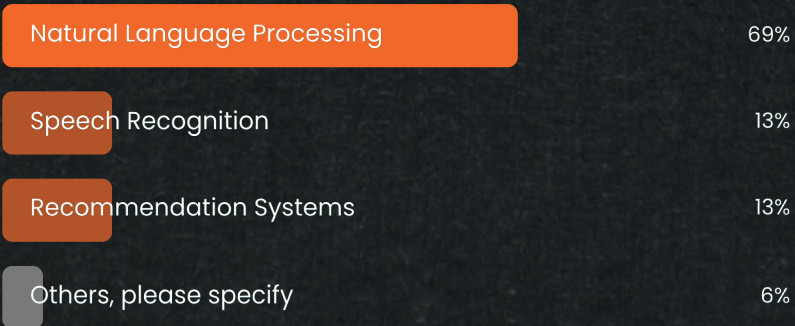 Natural Language Processing 69%
Speech Recognition 13%
Recommendation Systems 13%
Others, please specify 6%